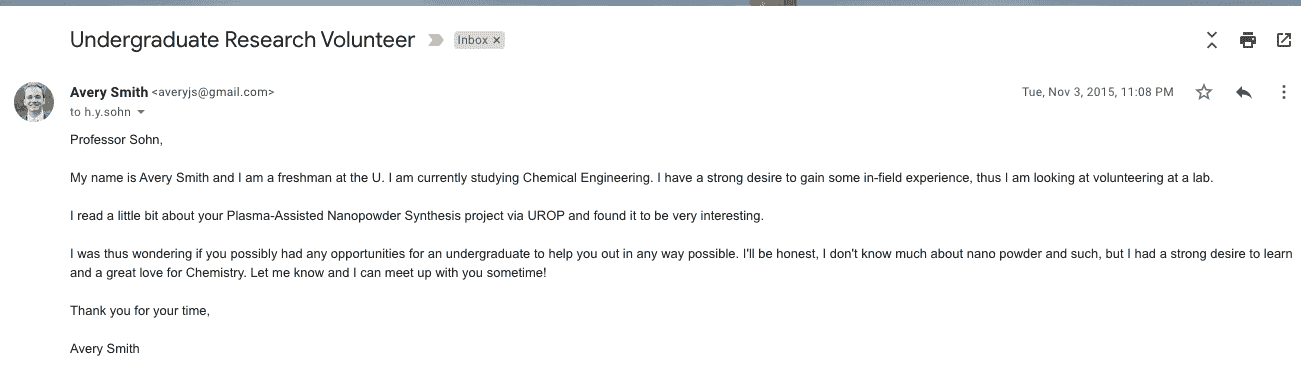 Undergraduate Research Volunteer Inbox ×
Avery Smith <averyjs@gmail.com> Tue, Nov 3, 2015, 11:08 PM
to h.y.sohn
Professor Sohn,
My name is Avery Smith and I am a freshman at the U. I am currently studying Chemical Engineering. I have a strong desire to gain some in-field experience, thus I am looking at volunteering at a lab.
I read a little bit about your Plasma-Assisted Nanopowder Synthesis project via UROP and found it to be very interesting.
I was thus wondering if you possibly had any opportunities for an undergraduate to help you out in any way possible. I'll be honest, I don't know much about nano powder and such, but I had a strong desire to learn
and a great love for Chemistry. Let me know and I can meet up with you sometime!
Thank you for your time,
Avery Smith